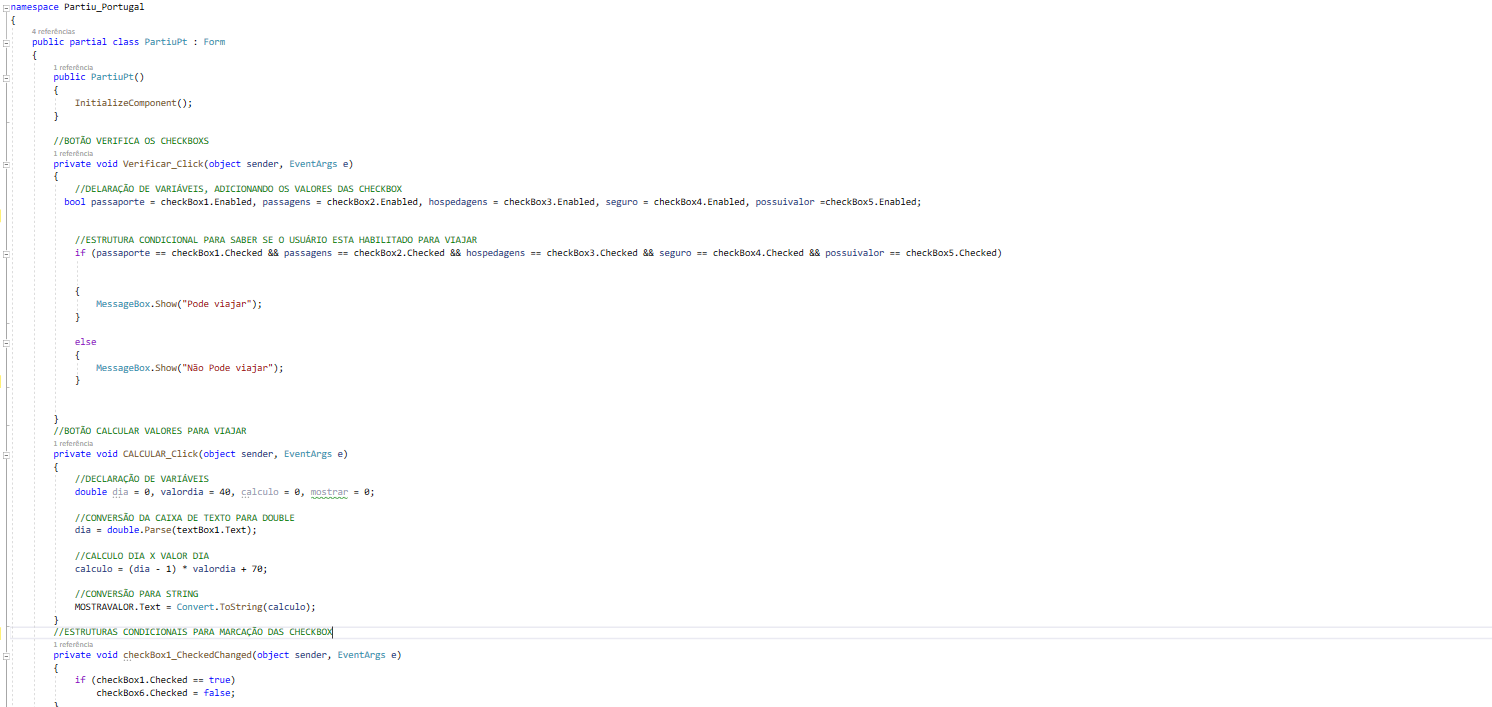 namespace Partiu_Portugal
{
4 referências
public partial class PartiuPt : Form
{
1 referência
public PartiuPt()
{
InitializeComponent();
}
//BOTÃO VERIFICA OS CHECKBOXS
1 referência
private void Verificar_Click(object sender, EventArgs e)
{
//DELARAÇÃO DE VARIÁVEIS, ADICIONANDO OS VALORES DAS CHECKBOX
bool passaporte = checkBox1.Enabled, passagens = checkBox2.Enabled, hospedagens = checkBox3.Enabled, seguro = checkBox4.Enabled, possuivalor =checkBox5.Enabled;
//ESTRUTURA CONDICIONAL PARA SABER SE O USUÁRIO ESTA HABILITADO PARA VIAJAR
if (passaporte == checkBox1.Checked && passagens == checkBox2.Checked && hospedagens == checkBox3.Checked && seguro == checkBox4.Checked && possuivalor == checkBox5.Checked)
{
MessageBox.Show("Pode viajar");
}
else
{
MessageBox.Show("Não Pode viajar");
}
}
//BOTÃO CALCULAR VALORES PARA VIAJAR
1 referência
private void CALCULAR_Click(object sender, EventArgs e)
{
//DECLARAÇÃO DE VARIÁVEIS
double dia = 0, valordia = 40, calculo = 0, mostrar = 0;
//CONVERSÃO DA CAIXA DE TEXTO PARA DOUBLE
dia = double.Parse(textBox1.Text);
//CALCULO DIA X VALOR DIA
calculo = (dia - 1) * valordia + 70;
//CONVERSÃO PARA STRING
MOSTRAVALOR.Text = Convert.ToString(calculo);
}
//ESTRUTURAS CONDICIONAIS PARA MARCAÇÃO DAS CHECKBOX
1 referência
private void checkBox1_CheckedChanged(object sender, EventArgs e)
{
if (checkBox1.Checked == true)
checkBox6.Checked = false;
}